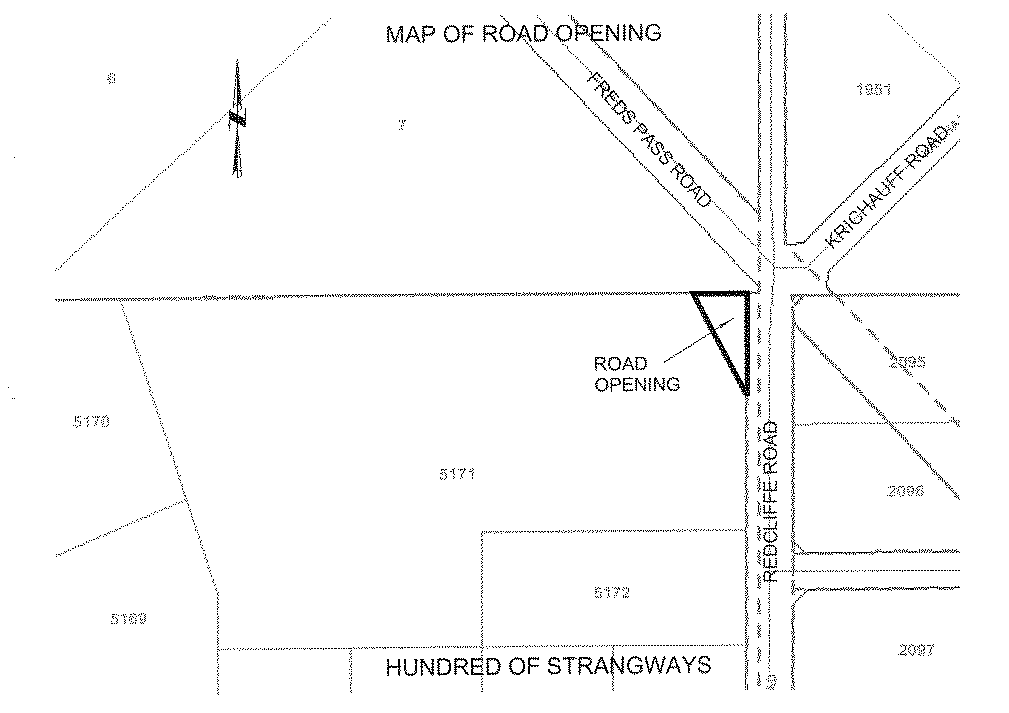 MAP OF ROAD OPENING
6
7
1951
FREDS PASS ROAD
KRICHAUFF ROAD
ROAD
OPENING
2095
5170
5171
REDCLIFFE ROAD
2096
5172
5169
2097
HUNDRED OF STRANGWAYS